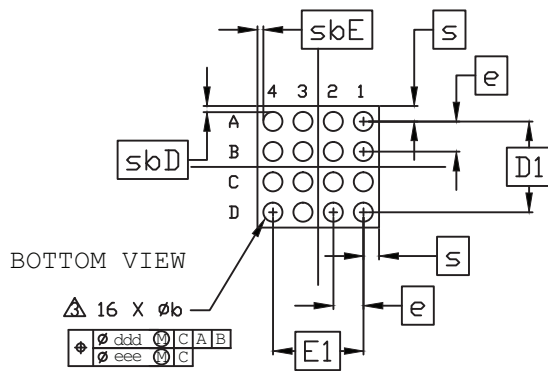 sbE
s
e
4 3 2 1
A
B
C
D
sbD
D1
BOTTOM VIEW
s
e
3 16 X Øb
E1
⌖ Ø ddd Ⓜ C A B
Ø eee Ⓜ C